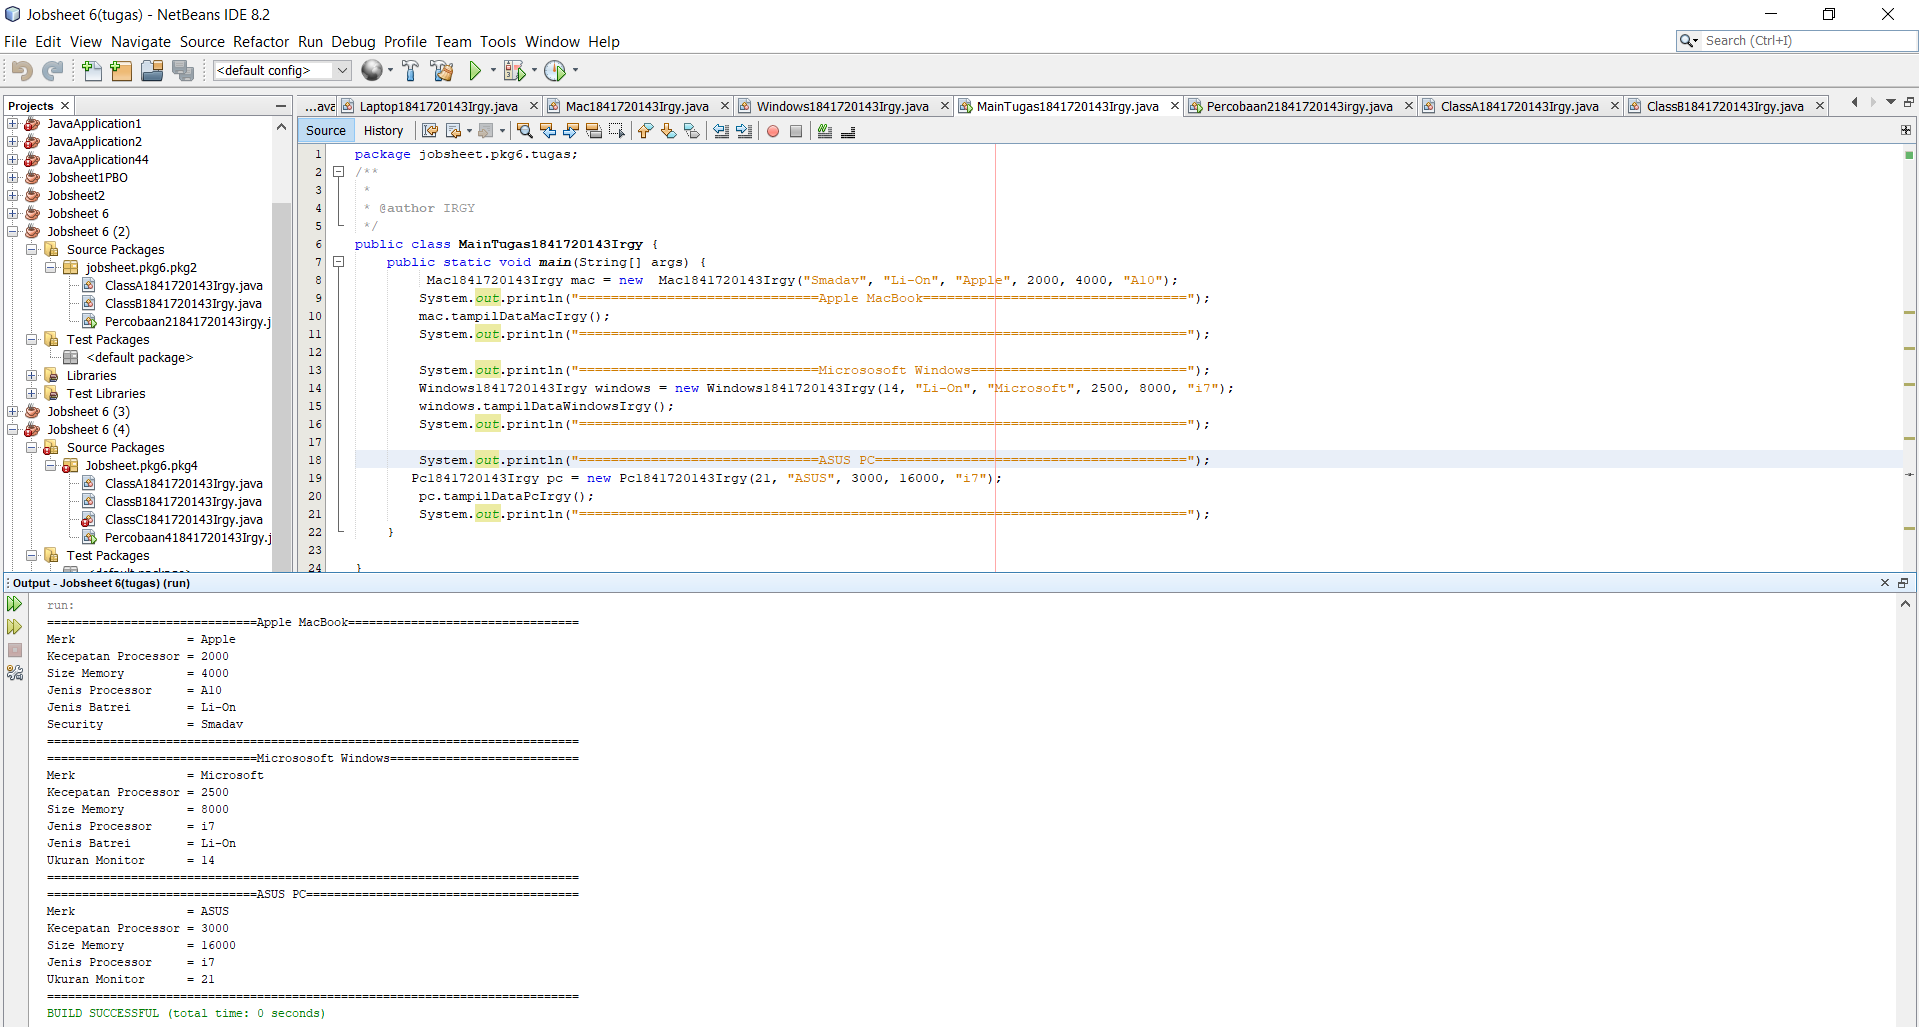 Jobsheet 6(tugas) - NetBeans IDE 8.2
File Edit View Navigate Source Refactor Run Debug Profile Team Tools Window Help
Search (Ctrl+I)
<default config>
Projects
...ava Laptop1841720143Irgy.java Mac1841720143Irgy.java Windows1841720143Irgy.java MainTugas1841720143Irgy.java Percobaan21841720143irgy.java ClassA1841720143Irgy.java ClassB1841720143Irgy.java
JavaApplication1
JavaApplication2
JavaApplication44
Jobsheet1PBO
Jobsheet2
Jobsheet 6
Jobsheet 6 (2)
Source Packages
jobsheet.pkg6.pkg2
ClassA1841720143Irgy.java
ClassB1841720143Irgy.java
Percobaan21841720143irgy.j
Test Packages
<default package>
Libraries
Test Libraries
Jobsheet 6 (3)
Jobsheet 6 (4)
Source Packages
Jobsheet.pkg6.pkg4
ClassA1841720143Irgy.java
ClassB1841720143Irgy.java
ClassC1841720143Irgy.java
Percobaan41841720143Irgy.j
Test Packages
<default package>
Source History
1 package jobsheet.pkg6.tugas;
2 /**
3 *
4 * @author IRGY
5 */
6 public class MainTugas1841720143Irgy {
7 public static void main(String[] args) {
8 Mac1841720143Irgy mac = new  Mac1841720143Irgy("Smadav", "Li-On", "Apple", 2000, 4000, "A10");
9 System.out.println("==============================Apple MacBook=================================");
10 mac.tampilDataMacIrgy();
11 System.out.println("============================================================================");
12
13 System.out.println("==============================Micrososoft Windows===========================");
14 Windows1841720143Irgy windows = new Windows1841720143Irgy(14, "Li-On", "Microsoft", 2500, 8000, "i7");
15 windows.tampilDataWindowsIrgy();
16 System.out.println("============================================================================");
17
18 System.out.println("==============================ASUS PC=======================================");
19 Pc1841720143Irgy pc = new Pc1841720143Irgy(21, "ASUS", 3000, 16000, "i7");
20 pc.tampilDataPcIrgy();
21 System.out.println("============================================================================");
22 }
23
24 }
Output - Jobsheet 6(tugas) (run)
run:
==============================Apple MacBook=================================
Merk = Apple
Kecepatan Processor = 2000
Size Memory = 4000
Jenis Processor = A10
Jenis Batrei = Li-On
Security = Smadav
============================================================================
==============================Micrososoft Windows===========================
Merk = Microsoft
Kecepatan Processor = 2500
Size Memory = 8000
Jenis Processor = i7
Jenis Batrei = Li-On
Ukuran Monitor = 14
============================================================================
==============================ASUS PC=======================================
Merk = ASUS
Kecepatan Processor = 3000
Size Memory = 16000
Jenis Processor = i7
Ukuran Monitor = 21
============================================================================
BUILD SUCCESSFUL (total time: 0 seconds)